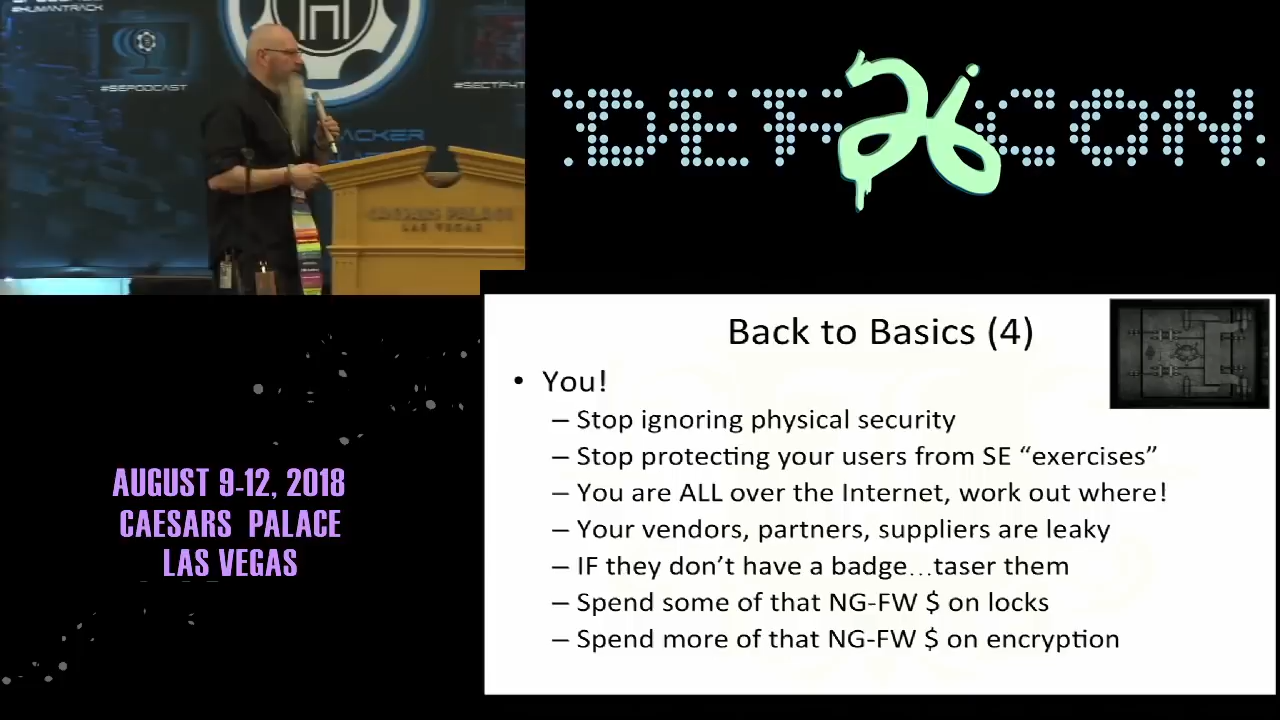 #HUMANTRACK
#SEPODCAST
#SECTF4T
ACKER
CAESARS PALACE
LAS VEGAS
DEF CON
26
Back to Basics (4)
• You!
– Stop ignoring physical security
– Stop protecting your users from SE “exercises”
– You are ALL over the Internet, work out where!
– Your vendors, partners, suppliers are leaky
– IF they don’t have a badge…taser them
– Spend some of that NG-FW $ on locks
– Spend more of that NG-FW $ on encryption
AUGUST 9-12, 2018
CAESARS PALACE
LAS VEGAS